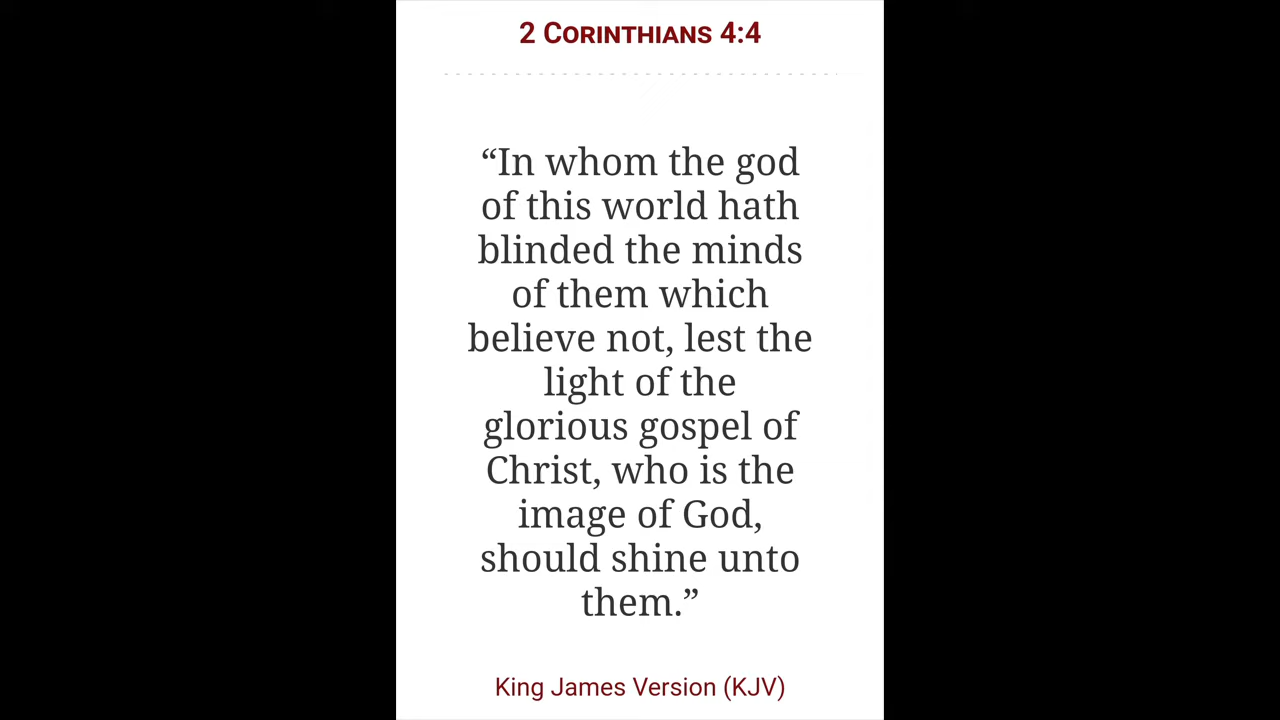 2 Corinthians 4:4
“In whom the god
of this world hath
blinded the minds
of them which
believe not, lest the
light of the
glorious gospel of
Christ, who is the
image of God,
should shine unto
them.”
King James Version (KJV)